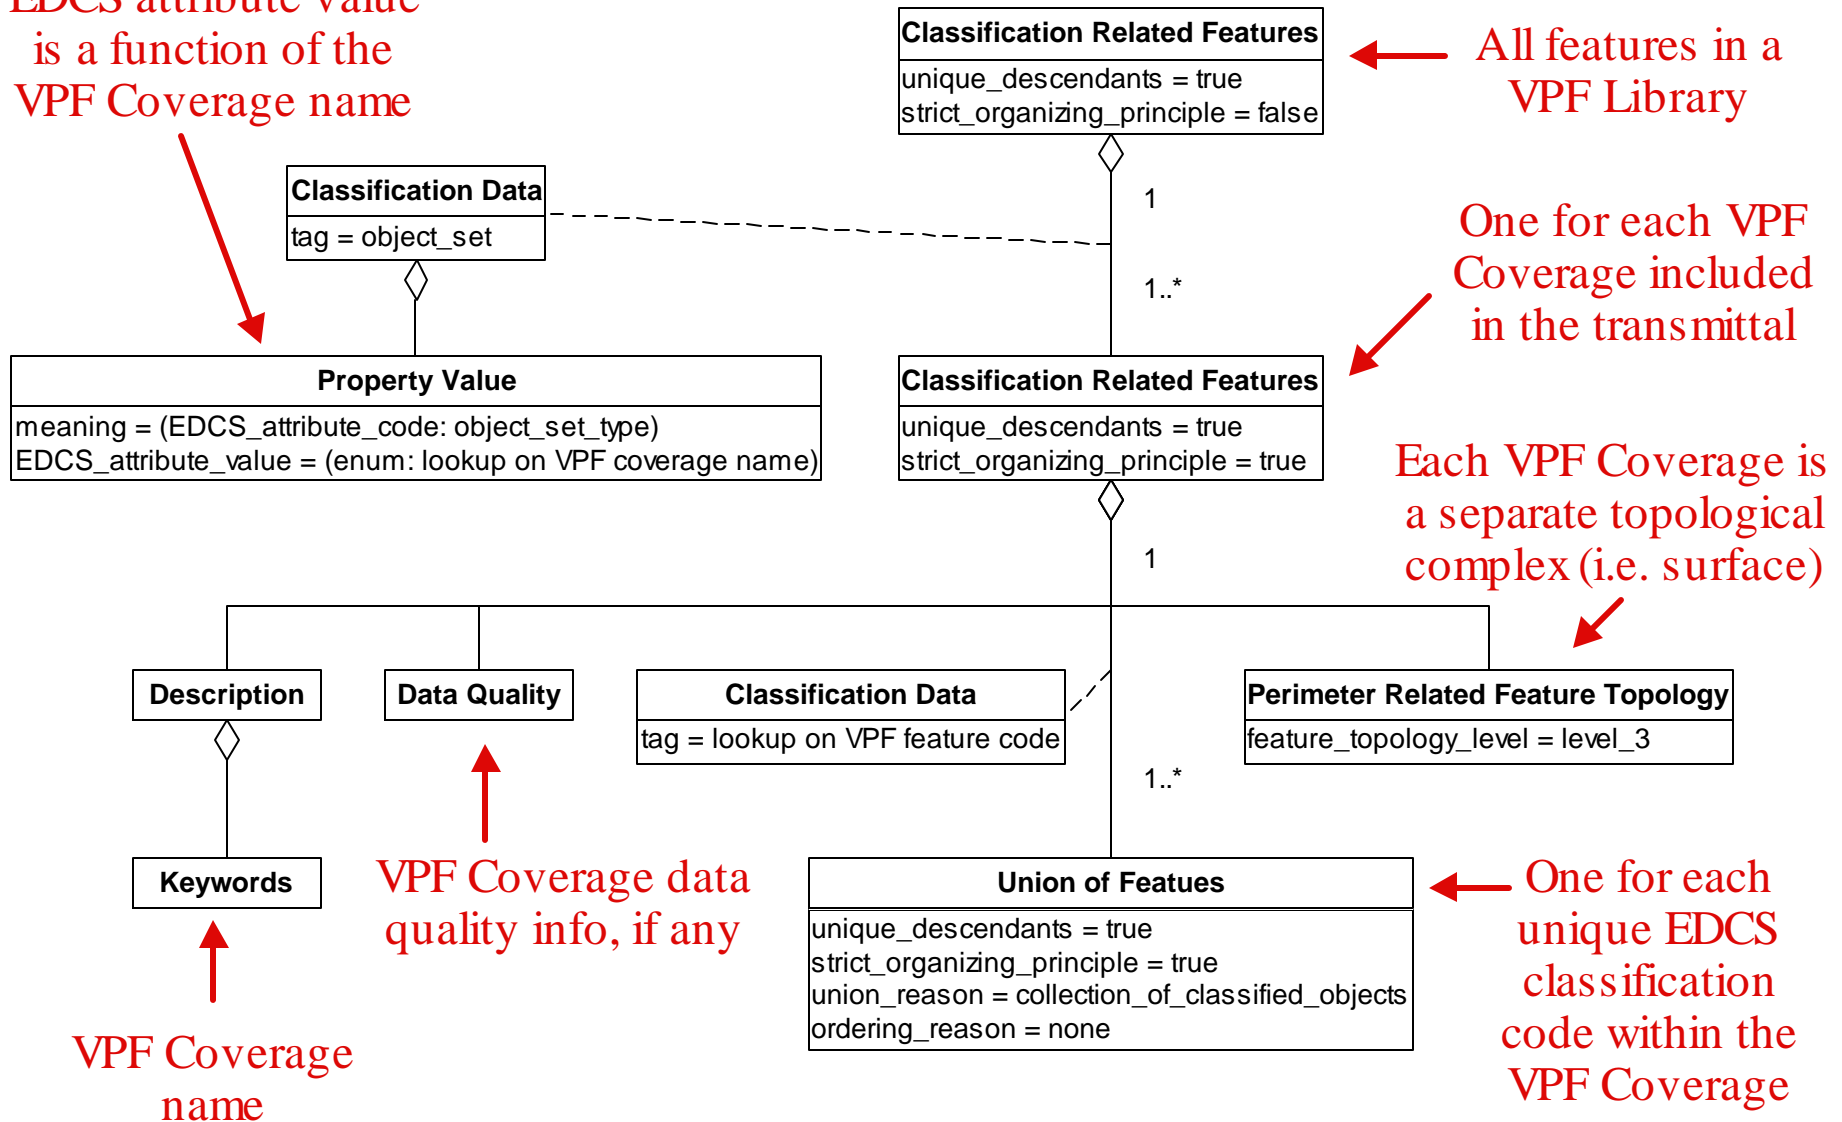 EDCS attribute value
is a function of the
VPF Coverage name
Classification Related Features
unique_descendants = true
strict_organizing_principle = false
All features in a
VPF Library
Classification Data
tag = object_set
1
1..*
One for each VPF
Coverage included
in the transmittal
Property Value
meaning = (EDCS_attribute_code: object_set_type)
EDCS_attribute_value = (enum: lookup on VPF coverage name)
Classification Related Features
unique_descendants = true
strict_organizing_principle = true
Each VPF Coverage is
a separate topological
complex (i.e. surface)
1
Description
Data Quality
Classification Data
tag = lookup on VPF feature code
Perimeter Related Feature Topology
feature_topology_level = level_3
1..*
Keywords
VPF Coverage data
quality info, if any
Union of Featues
unique_descendants = true
strict_organizing_principle = true
union_reason = collection_of_classified_objects
ordering_reason = none
One for each
unique EDCS
classification
code within the
VPF Coverage
VPF Coverage
name